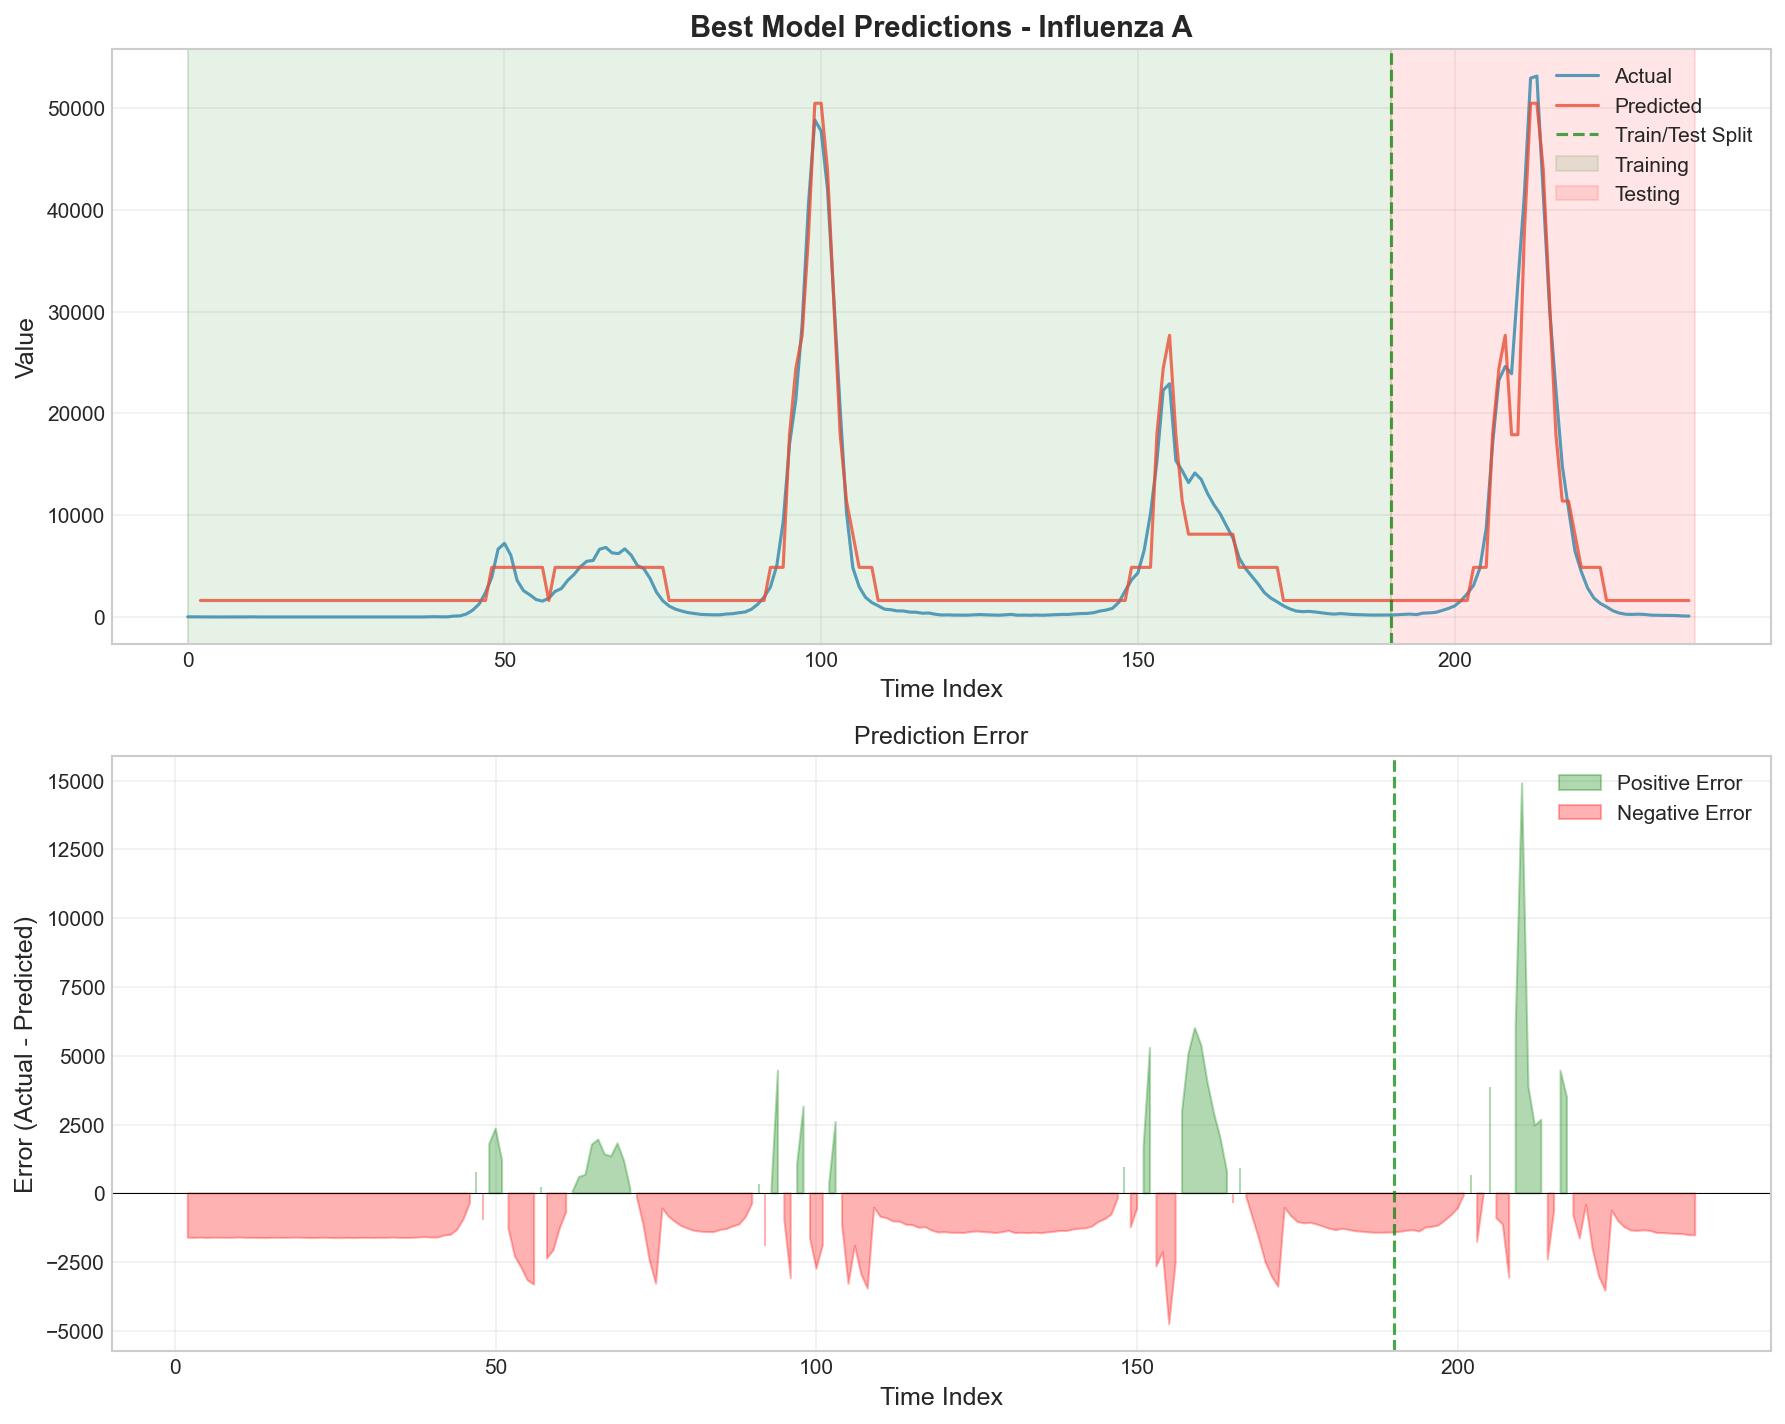 Best Model Predictions - Influenza A
Actual
Predicted
Train/Test Split
Training
Testing
Value
50000
40000
30000
20000
10000
0
0
50
100
150
200
Time Index
Prediction Error
Positive Error
Negative Error
Error (Actual - Predicted)
15000
12500
10000
7500
5000
2500
0
−2500
−5000
0
50
100
150
200
Time Index